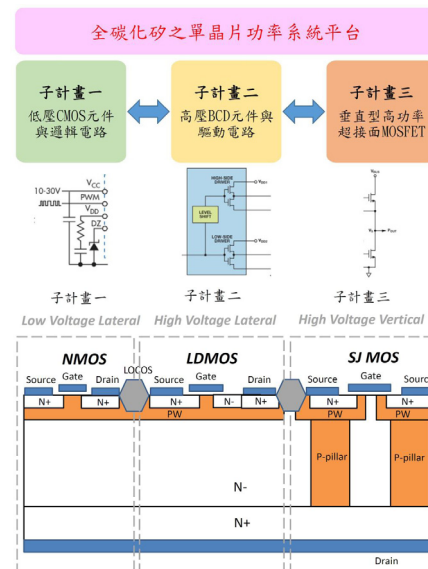 全碳化矽之單晶片功率系統平台
子計畫一
低壓CMOS元件
與邏輯電路
子計畫二
高壓BCD元件與
驅動電路
子計畫三
垂直型高功率
超接面MOSFET
VCC
10-30V
PWM
VDD
DZ
HIGH-SIDE
DRIVER
LEVEL
SHIFT
LOW-SIDE
DRIVER
子計畫一
子計畫二
子計畫三
Low Voltage Lateral
High Voltage Lateral
High Voltage Vertical
NMOS
LDMOS
SJ MOS
LOCOS
Source Gate Drain
Source Gate Drain
Source Gate Source
N+ N+ N+ N- N+ N+ N+
PW PW PW
P-pillar P-pillar
N-
N+
Drain